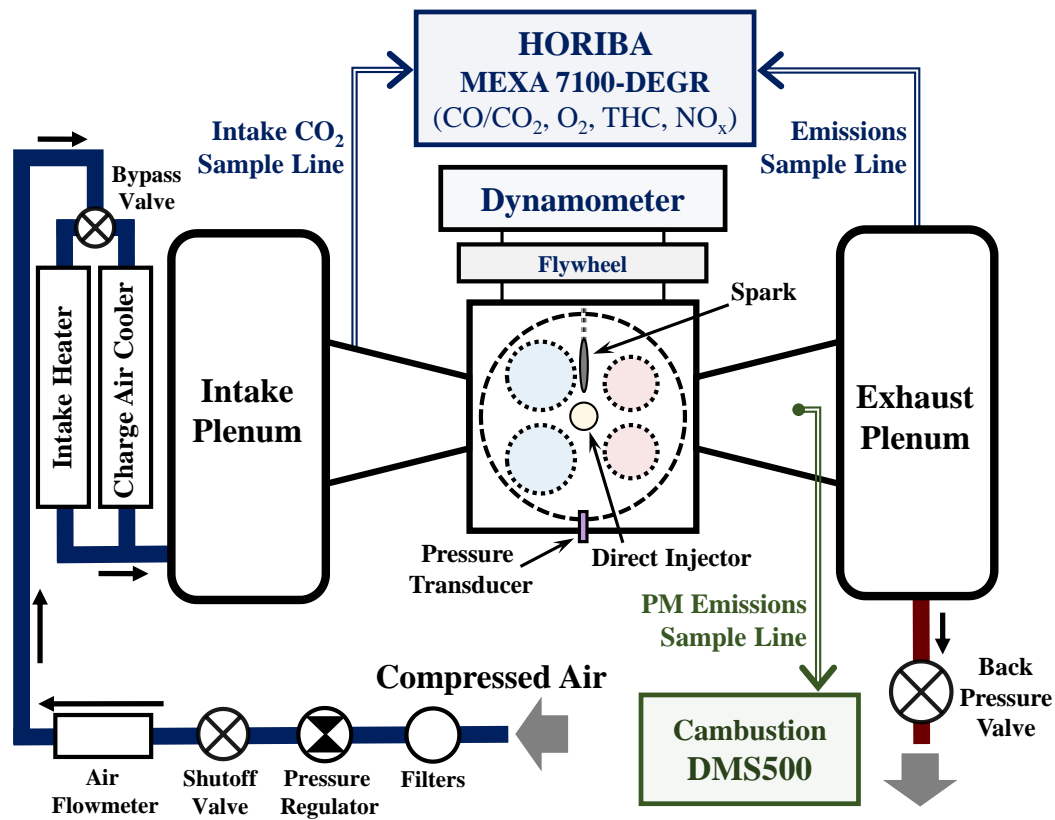 HORIBA
MEXA 7100-DEGR
(CO/CO₂, O₂, THC, NOₓ)
Intake CO₂
Sample Line
Emissions
Sample Line
Bypass
Valve
Dynamometer
Flywheel
Spark
Intake Heater
Charge Air Cooler
Intake
Plenum
Exhaust
Plenum
Pressure
Transducer
Direct Injector
PM Emissions
Sample Line
Compressed Air
Back
Pressure
Valve
Cambustion
DMS500
Air
Flowmeter
Shutoff
Valve
Pressure
Regulator
Filters